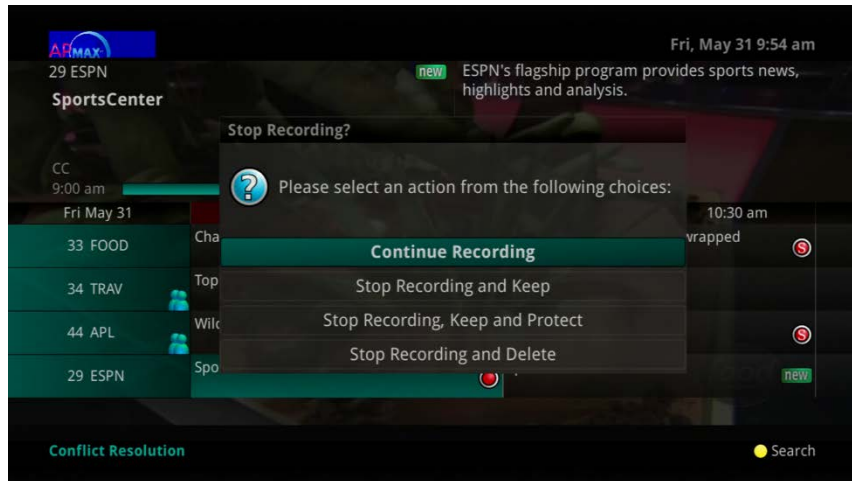 ARMAX
Fri, May 31 9:54 am
29 ESPN
new
ESPN's flagship program provides sports news,
highlights and analysis.
SportsCenter
Stop Recording?
CC
9:00 am
Please select an action from the following choices:
Fri May 31
10:30 am
33 FOOD
Cha
wrapped
S
Continue Recording
34 TRAV
Top
Stop Recording and Keep
44 APL
Wild
Stop Recording, Keep and Protect
S
Stop Recording and Delete
29 ESPN
Spo
new
Conflict Resolution
Search